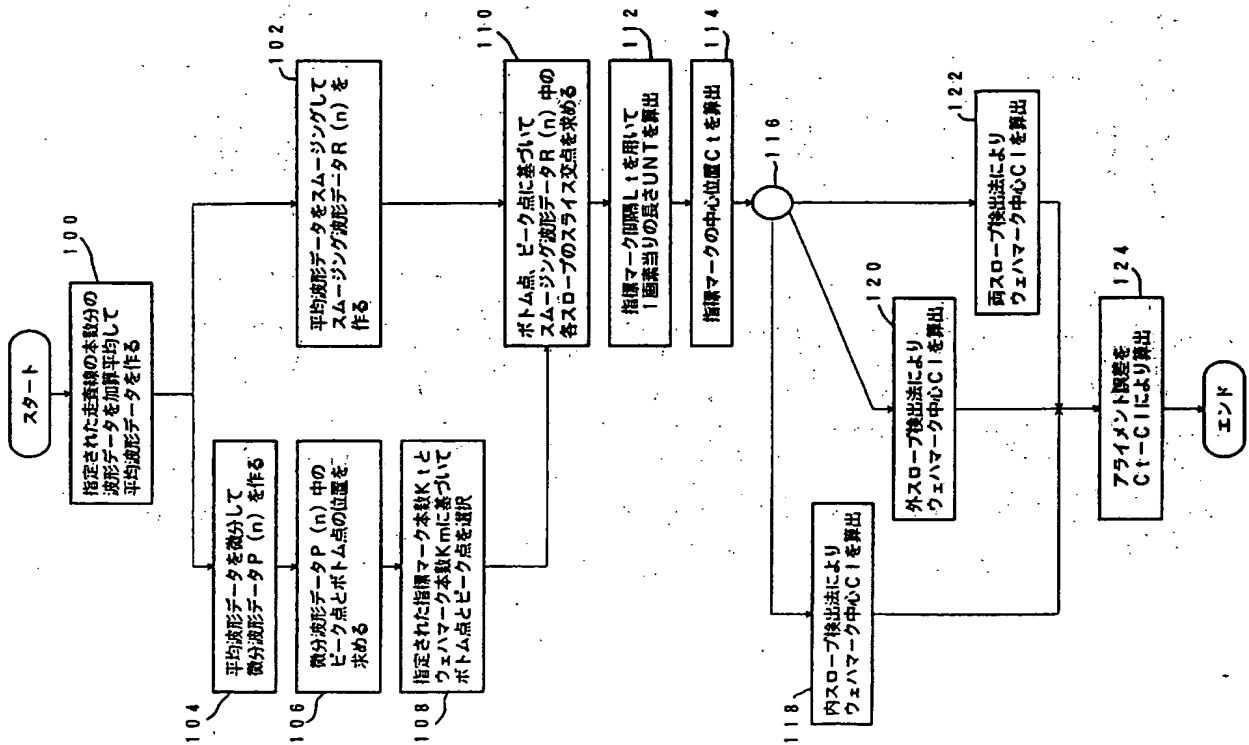 スタート
100
指定された走査線の本数分の
波形データを加算平均して
平均波形データを作る
102
平均波形データをスムージングして
スムージング波形データR(n)を
作る
104
平均波形データを微分して
微分波形データP(n)を作る
106
微分波形データP(n)中の
ピーク点とボトム点の位置を
求める
108
指定された指標マーク本数Ktと
ウェハマーク本数Kmに基づいて
ボトム点とピーク点を選択
110
ボトム点、ピーク点に基づいて
スムージング波形データR(n)中の
各スロープのスライス交点を求める
112
指標マーク間隔Ltを用いて
1画素当りの長さUNTを算出
114
指標マークの中心位置Ctを算出
116
118
内スロープ検出法により
ウェハマーク中心Clを算出
120
外スロープ検出法により
ウェハマーク中心Clを算出
122
両スロープ検出法により
ウェハマーク中心Clを算出
124
アライメント誤差を
Ct-Clにより算出
エンド